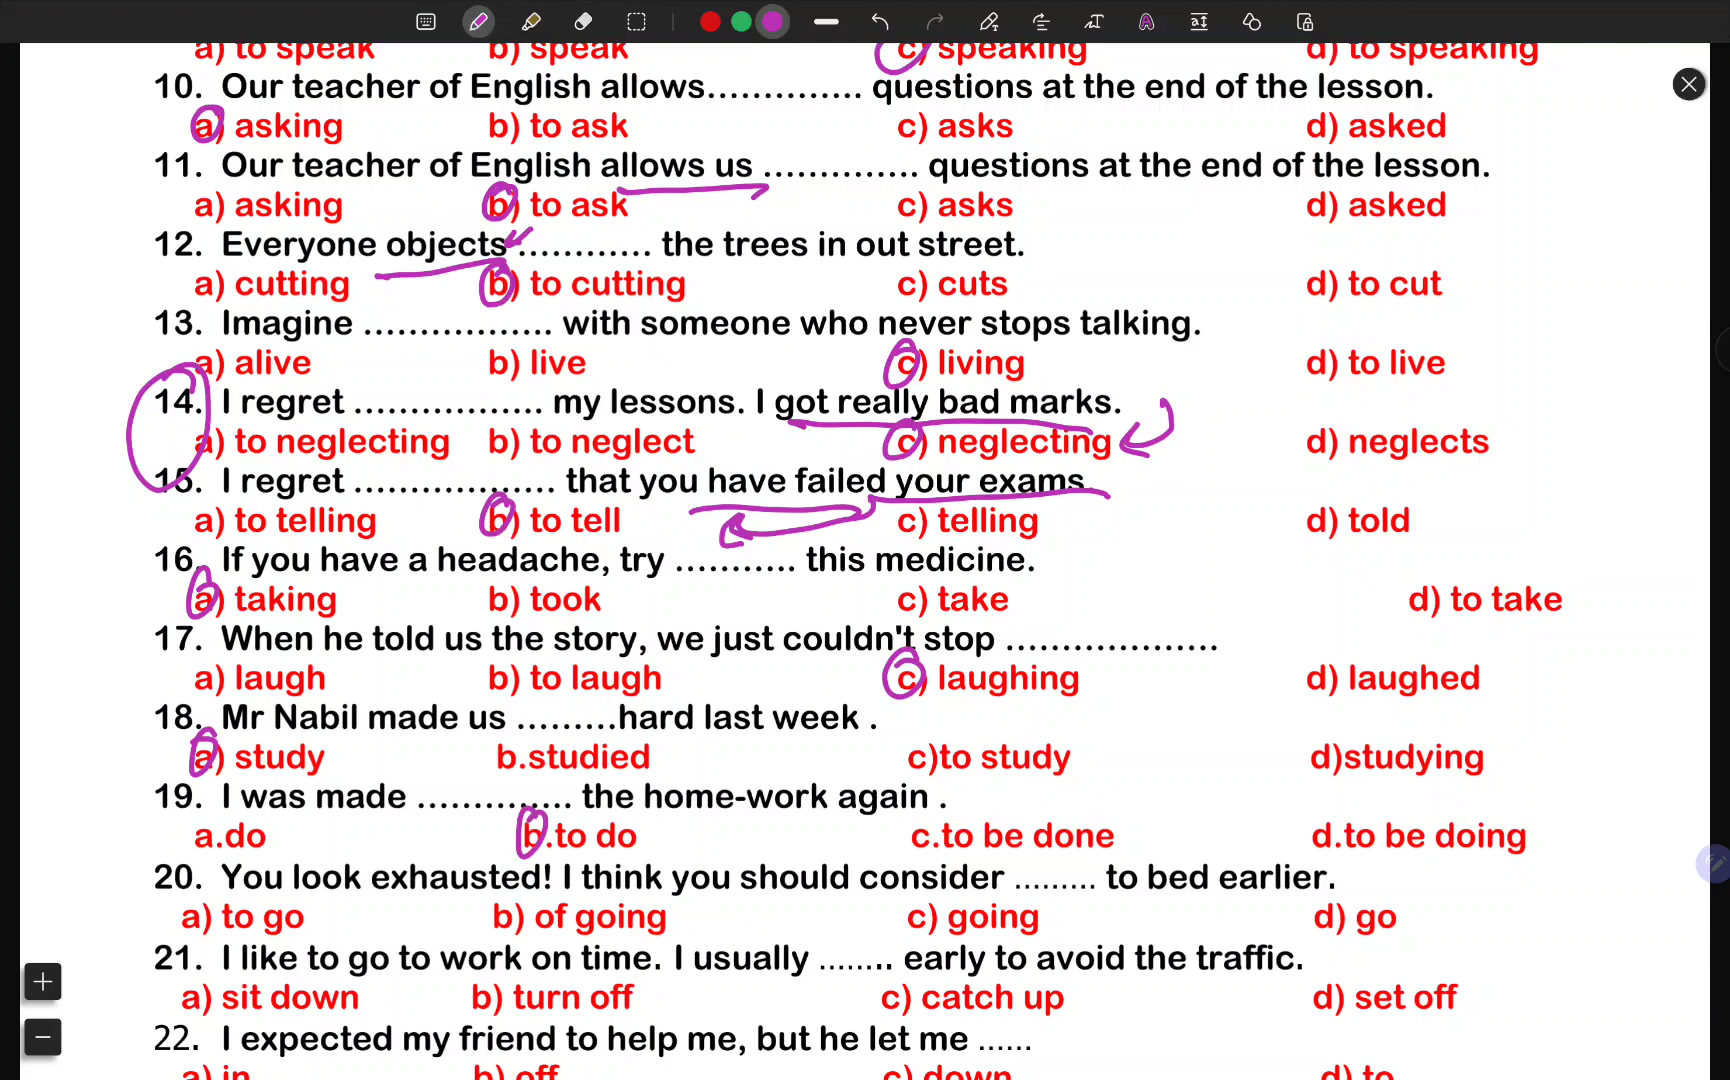 a) to speak b) speak c) speaking d) to speaking
10. Our teacher of English allows.............. questions at the end of the lesson.
a) asking b) to ask c) asks d) asked
11. Our teacher of English allows us .............. questions at the end of the lesson.
a) asking b) to ask c) asks d) asked
12. Everyone objects ............ the trees in out street.
a) cutting b) to cutting c) cuts d) to cut
13. Imagine ................. with someone who never stops talking.
a) alive b) live c) living d) to live
14. I regret ................. my lessons. I got really bad marks.
a) to neglecting b) to neglect c) neglecting d) neglects
15. I regret .................. that you have failed your exams.
a) to telling b) to tell c) telling d) told
16. If you have a headache, try ........... this medicine.
a) taking b) took c) take d) to take
17. When he told us the story, we just couldn't stop ...................
a) laugh b) to laugh c) laughing d) laughed
18. Mr Nabil made us .........hard last week .
a) study b.studied c)to study d)studying
19. I was made .............. the home-work again .
a.do b.to do c.to be done d.to be doing
20. You look exhausted! I think you should consider ......... to bed earlier.
a) to go b) of going c) going d) go
21. I like to go to work on time. I usually ........ early to avoid the traffic.
a) sit down b) turn off c) catch up d) set off
22. I expected my friend to help me, but he let me ......
a) in b) off c) down d) to